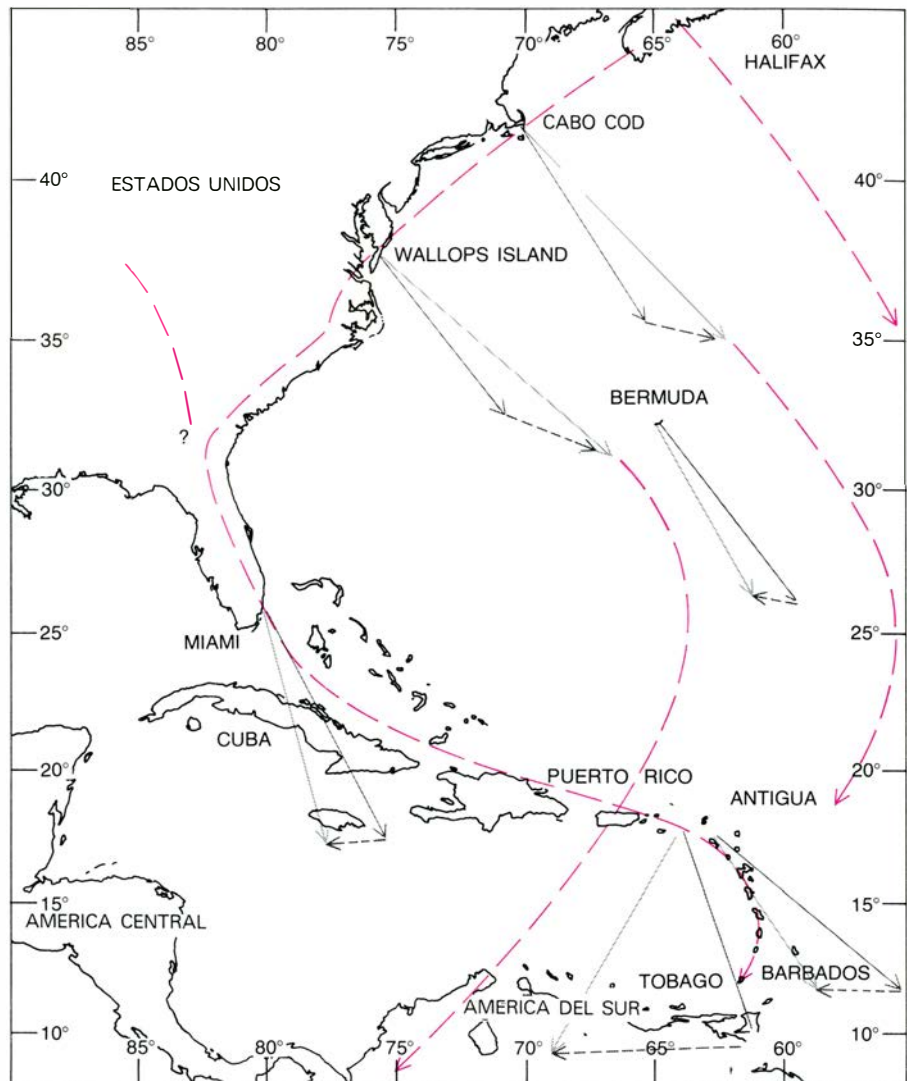 85° 80° 75° 70° 65° 60°
HALIFAX
CABO COD
40° ESTADOS UNIDOS 40°
WALLOPS ISLAND
35° 35°
BERMUDA
?
30° 30°
25° 25°
MIAMI
CUBA
20° PUERTO RICO 20°
ANTIGUA
15° 15°
AMERICA CENTRAL
TOBAGO BARBADOS
AMERICA DEL SUR
10° 10°
85° 80° 75° 70° 65° 60°